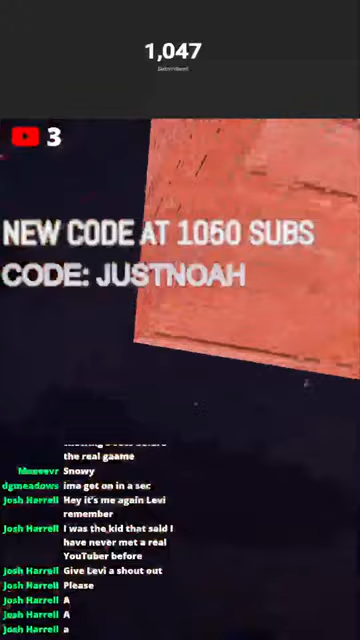 1,047
Subscribers
3
NEW CODE AT 1050 SUBS
CODE: JUSTNOAH
the real gaame
Snowy
dgmeadows ima get on in a sec
Josh Harrell Hey it's me again Levi
remember
Josh Harrell I was the kid that said I
have never met a real
YouTuber before
Josh Harrell Give Levi a shout out
Josh Harrell Please
Josh Harrell A
Josh Harrell A
Josh Harrell a